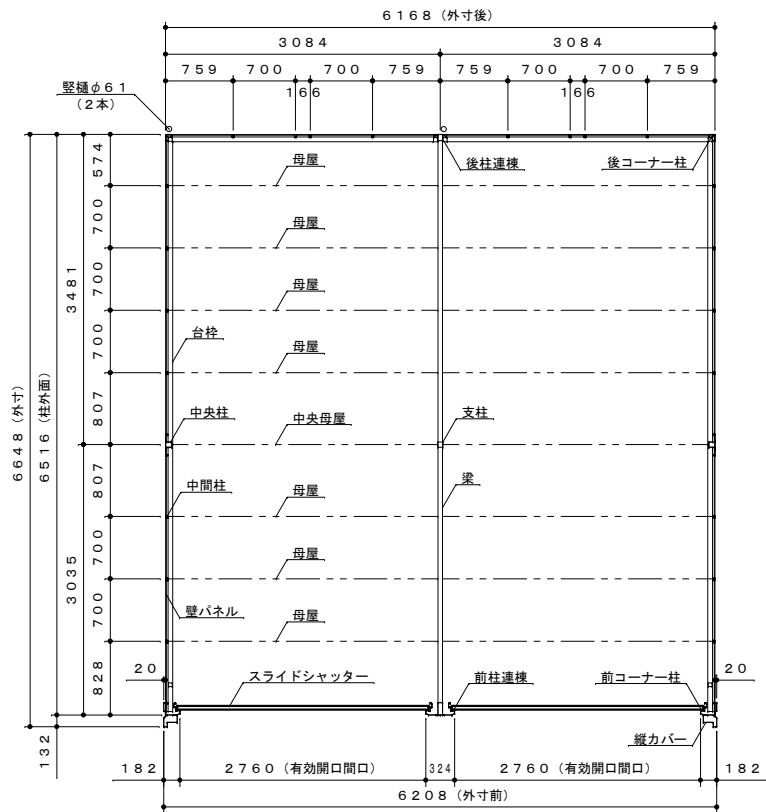 ６１６８（外寸後）
３０８４
３０８４
７５９
７００
７００
７５９
７５９
７００
７００
７５９
１６６
１６６
竪樋φ６１
（２本）
母屋
後柱連棟
後コーナー柱
５７４
７００
母屋
７００
母屋
３４８１
台枠
７００
母屋
８０７
中央柱
中央母屋
支柱
６６４８（外寸）
６５１６（柱外面）
８０７
中間柱
母屋
梁
７００
母屋
３０３５
７００
壁パネル
母屋
８２８
２０
スライドシャッター
前柱連棟
前コーナー柱
２０
１３２
縦カバー
１８２
２７６０（有効開口間口）
３２４
２７６０（有効開口間口）
１８２
６２０８（外寸前）